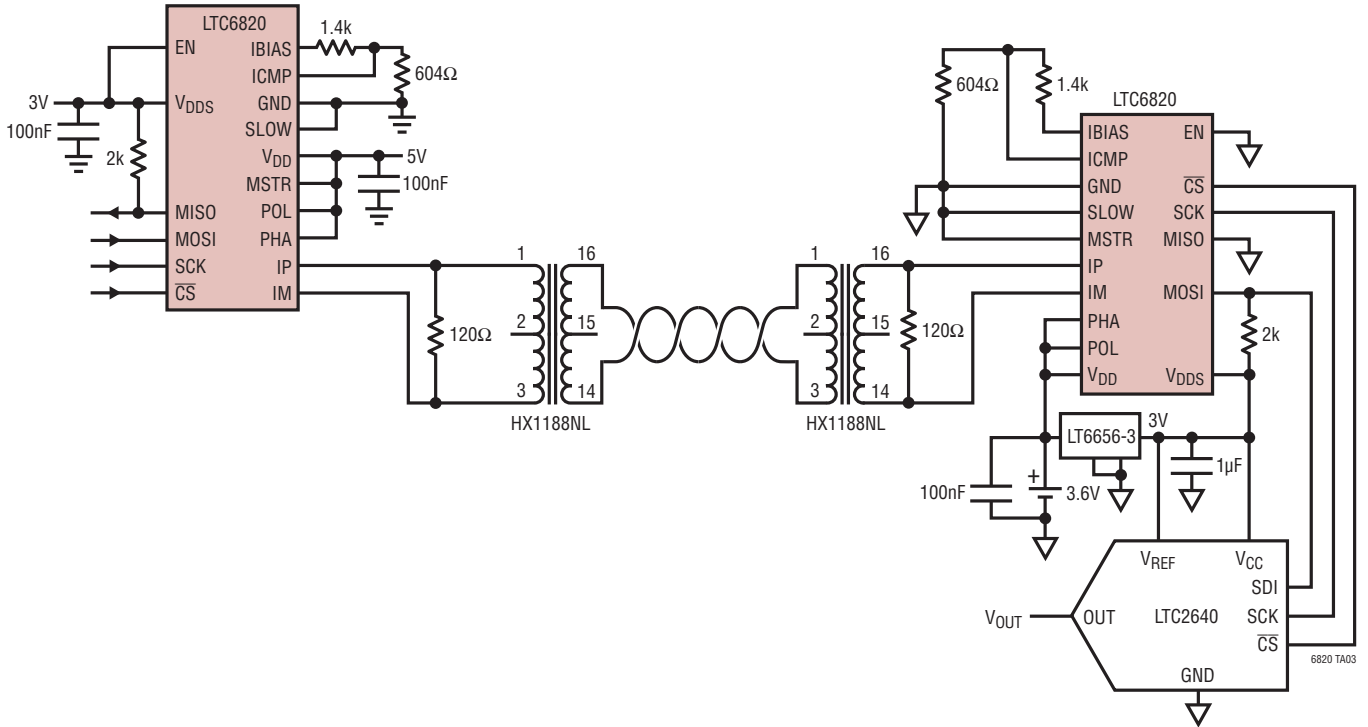 LTC6820
EN
VDDS
MISO
MOSI
SCK
CS
IBIAS
ICMP
GND
SLOW
VDD
MSTR
POL
PHA
IP
IM
3V
100nF
2k
1.4k
604Ω
5V
100nF
120Ω
1
2
3
16
15
14
HX1188NL
1
2
3
16
15
14
HX1188NL
120Ω
604Ω
1.4k
LTC6820
IBIAS
ICMP
GND
SLOW
MSTR
IP
IM
PHA
POL
VDD
EN
CS
SCK
MISO
MOSI
VDDS
2k
LT6656-3
3V
1µF
100nF
+
3.6V
VREF
VCC
SDI
SCK
CS
VOUT
OUT
LTC2640
GND
6820 TA03